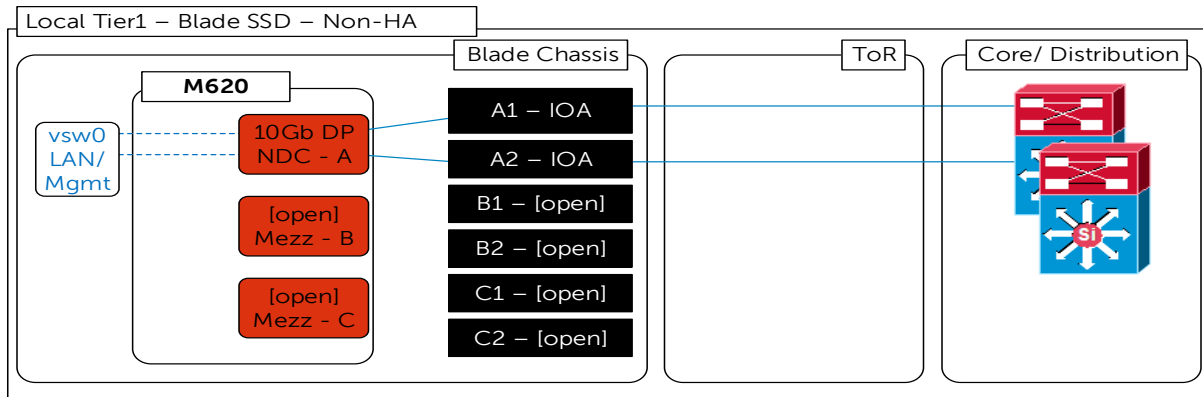 Local Tier1 – Blade SSD – Non-HA
Blade Chassis
ToR
Core/ Distribution
M620
vsw0
LAN/
Mgmt
10Gb DP
NDC - A
[open]
Mezz - B
[open]
Mezz - C
A1 – IOA
A2 – IOA
B1 – [open]
B2 – [open]
C1 – [open]
C2 – [open]
Si